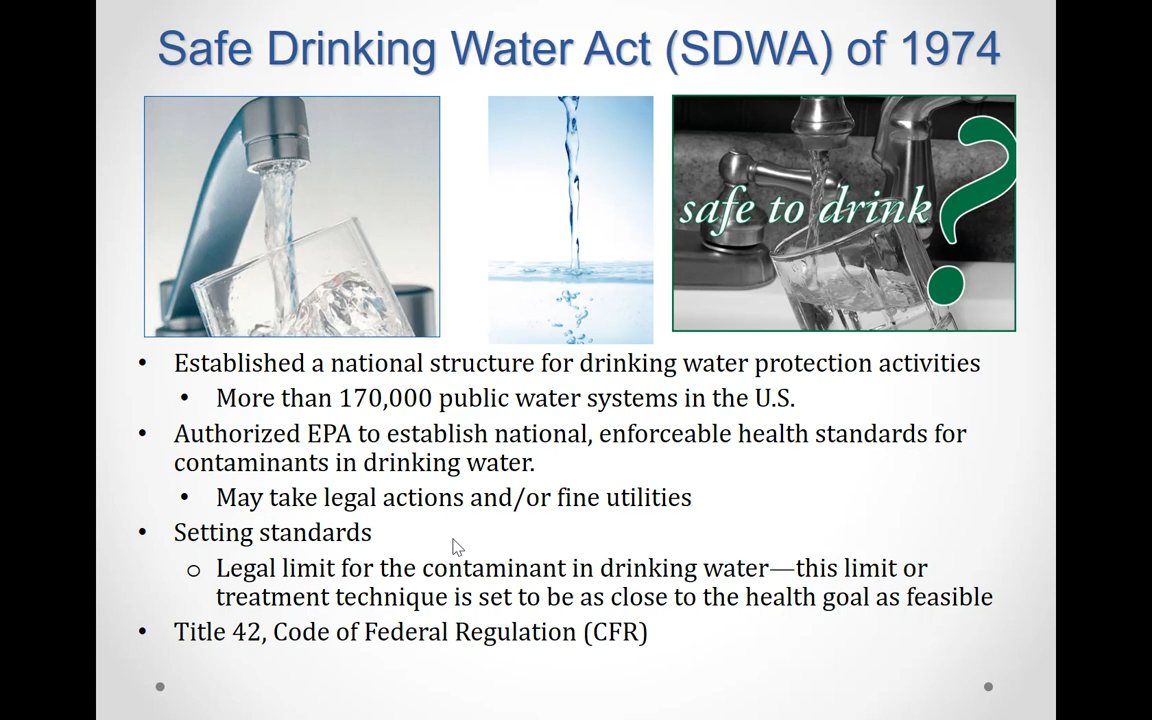 Safe Drinking Water Act (SDWA) of 1974
safe to drink?
• Established a national structure for drinking water protection activities
• More than 170,000 public water systems in the U.S.
• Authorized EPA to establish national, enforceable health standards for
contaminants in drinking water.
• May take legal actions and/or fine utilities
• Setting standards
o Legal limit for the contaminant in drinking water—this limit or
treatment technique is set to be as close to the health goal as feasible
• Title 42, Code of Federal Regulation (CFR)